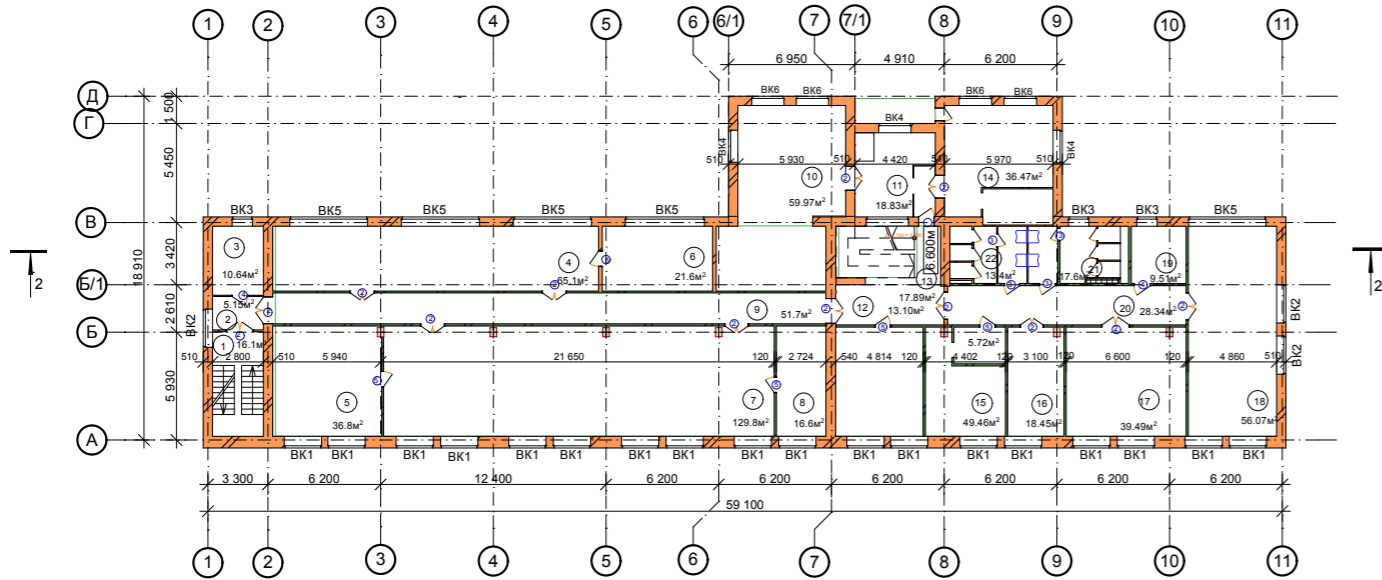 1 2 3 4 5 6 6/1 7 7/1 8 9 10 11
6 950 4 910 6 200
Д
ВК6 ВК6 ВК6 ВК6
1 500
Г
ВК4
ВК4 ВК4
5 450
510 5 930 510 4 420 510 5 970 510
10 2 11 2 14 36.47м²
59.97м² 18.83м²
В
ВК3 ВК5 ВК5 ВК5 ВК5 ВК3 ВК3 ВК5
18 910
3 420
3 4 6 6.600м 22 21 19
10.64м² 65.1м² 21.6м² 13 13.4м² 17.6м² 9.51м²
2 2
Б/1
5.15м² 9 12 17.89м² 20
2 610
2 51.7м² 13.10м² 28.34м²
Б
ВК2 1 16.1м² 5.72м² ВК2
ВК2
510 2 800 510 5 940 21 650 120 2 724 540 4 814 120 4 402 120 3 100 120 6 600 120 4 860 510
5 930
5 7 8 15 16 17 18
36.8м² 129.8м² 16.6м² 49.46м² 18.45м² 39.49м² 56.07м²
А
ВК1 ВК1 ВК1 ВК1 ВК1 ВК1 ВК1 ВК1 ВК1 ВК1 ВК1 ВК1 ВК1 ВК1 ВК1 ВК1 ВК1 ВК1
3 300 6 200 12 400 6 200 6 200 6 200 6 200 6 200
59 100
1 2 3 4 5 6 7 8 9 10 11